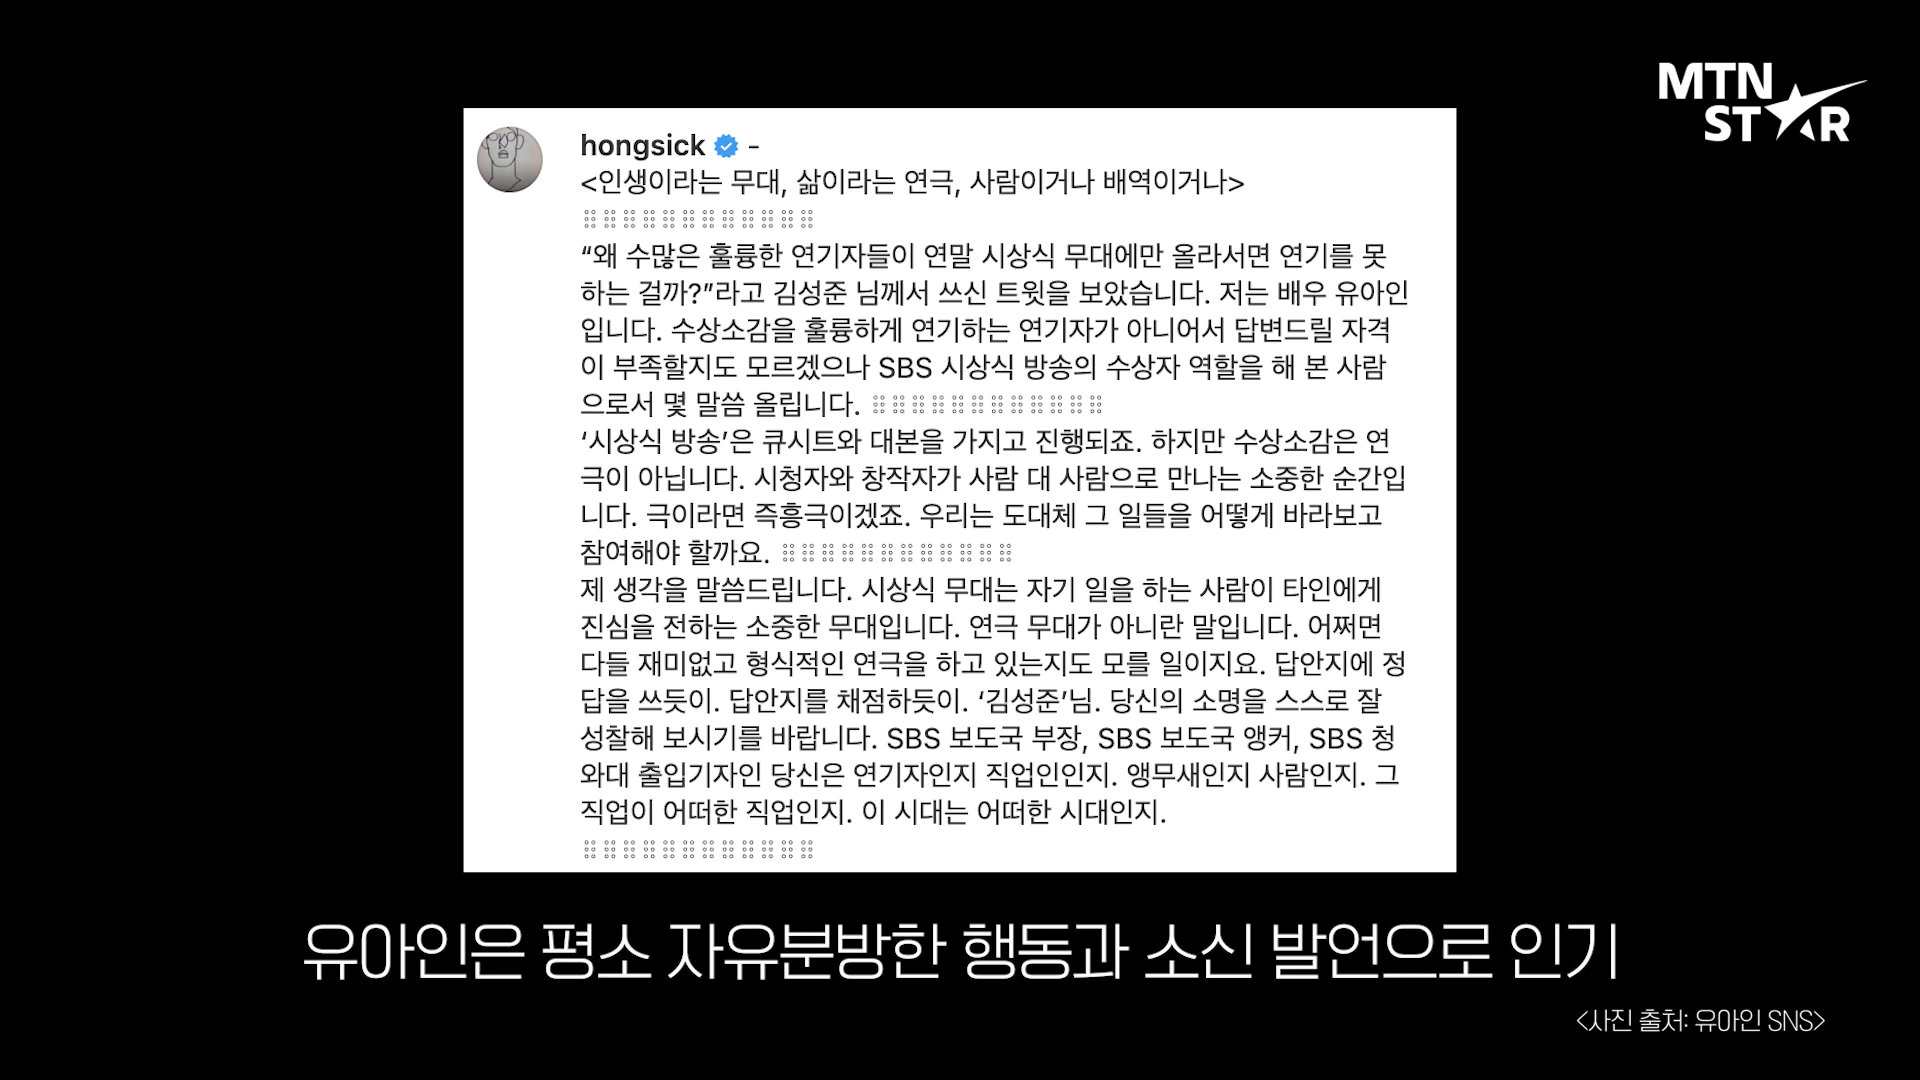 MTN
STAR
hongsick -
<인생이라는 무대, 삶이라는 연극, 사람이거나 배역이거나>
⠿⠿⠿⠿⠿⠿⠿⠿⠿⠿⠿⠿
“왜 수많은 훌륭한 연기자들이 연말 시상식 무대에만 올라서면 연기를 못
하는 걸까?”라고 김성준 님께서 쓰신 트윗을 보았습니다. 저는 배우 유아인
입니다. 수상소감을 훌륭하게 연기하는 연기자가 아니어서 답변드릴 자격
이 부족할지도 모르겠으나 SBS 시상식 방송의 수상자 역할을 해 본 사람
으로서 몇 말씀 올립니다. ⠿⠿⠿⠿⠿⠿⠿⠿⠿⠿⠿⠿
‘시상식 방송’은 큐시트와 대본을 가지고 진행되죠. 하지만 수상소감은 연
극이 아닙니다. 시청자와 창작자가 사람 대 사람으로 만나는 소중한 순간입
니다. 극이라면 즉흥극이겠죠. 우리는 도대체 그 일들을 어떻게 바라보고
참여해야 할까요. ⠿⠿⠿⠿⠿⠿⠿⠿⠿⠿⠿⠿
제 생각을 말씀드립니다. 시상식 무대는 자기 일을 하는 사람이 타인에게
진심을 전하는 소중한 무대입니다. 연극 무대가 아니란 말입니다. 어쩌면
다들 재미없고 형식적인 연극을 하고 있는지도 모를 일이지요. 답안지에 정
답을 쓰듯이. 답안지를 채점하듯이. ‘김성준’님. 당신의 소명을 스스로 잘
성찰해 보시기를 바랍니다. SBS 보도국 부장, SBS 보도국 앵커, SBS 청
와대 출입기자인 당신은 연기자인지 직업인인지. 앵무새인지 사람인지. 그
직업이 어떠한 직업인지. 이 시대는 어떠한 시대인지.
⠿⠿⠿⠿⠿⠿⠿⠿⠿⠿⠿⠿
유아인은 평소 자유분방한 행동과 소신 발언으로 인기
<사진 출처: 유아인 SNS>